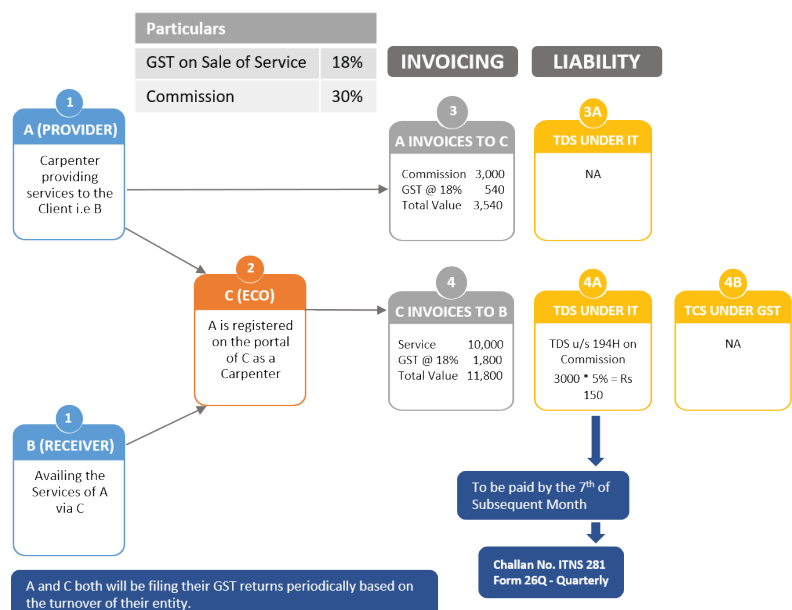 Particulars
GST on Sale of Service 18%
Commission 30%
INVOICING
LIABILITY
1
A (PROVIDER)
Carpenter
providing
services to the
Client i.e B
3
A INVOICES TO C
Commission 3,000
GST @ 18% 540
Total Value 3,540
3A
TDS UNDER IT
NA
2
C (ECO)
A is registered
on the portal
of C as a
Carpenter
4
C INVOICES TO B
Service 10,000
GST @ 18% 1,800
Total Value 11,800
4A
TDS UNDER IT
TDS u/s 194H on
Commission
3000 * 5% = Rs
150
4B
TCS UNDER GST
NA
1
B (RECEIVER)
Availing the
Services of A
via C
To be paid by the 7th of
Subsequent Month
Challan No. ITNS 281
Form 26Q - Quarterly
A and C both will be filing their GST returns periodically based on
the turnover of their entity.